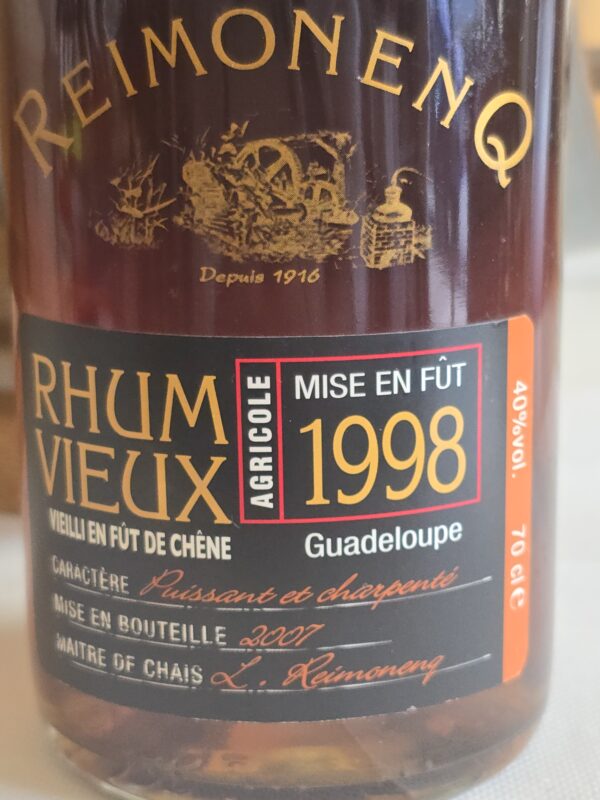 REIMONENQ
Depuis 1916
RHUM
VIEUX
AGRICOLE
MISE EN FÛT
1998
VIEILLI EN FÛT DE CHÊNE
Guadeloupe
CARACTÈRE Puissant et charpenté
MISE EN BOUTEILLE 2007
MAITRE OF CHAIS L. Reimonenq
40%vol. 70 cl e